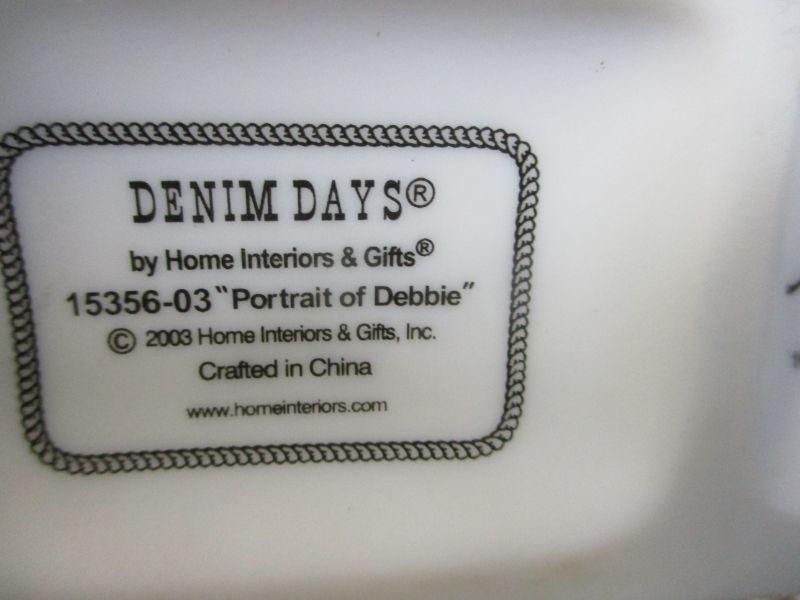 DENIM DAYS®
by Home Interiors & Gifts®
15356-03 "Portrait of Debbie"
© 2003 Home Interiors & Gifts, Inc.
Crafted in China
www.homeinteriors.com